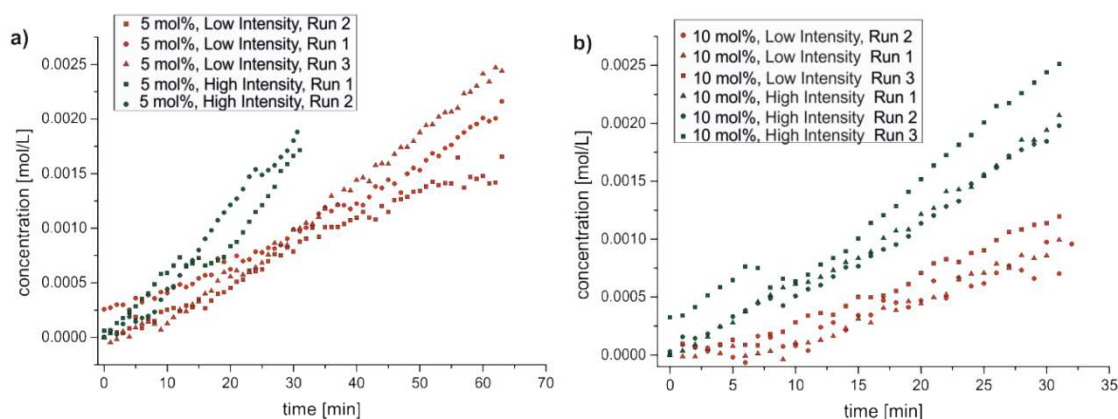 a)
5 mol%, Low Intensity, Run 2
5 mol%, Low Intensity, Run 1
5 mol%, Low Intensity, Run 3
5 mol%, High Intensity, Run 1
5 mol%, High Intensity, Run 2
0.0025
0.0020
0.0015
0.0010
0.0005
0.0000
concentration [mol/L]
0 10 20 30 40 50 60 70
time [min]
b)
10 mol%, Low Intensity, Run 2
10 mol%, Low Intensity Run 1
10 mol%, Low Intensity Run 3
10 mol%, High Intensity Run 1
10 mol%, High Intensity Run 2
10 mol%, High Intensity Run 3
0.0025
0.0020
0.0015
0.0010
0.0005
0.0000
concentration [mol/L]
0 5 10 15 20 25 30 35
time [min]